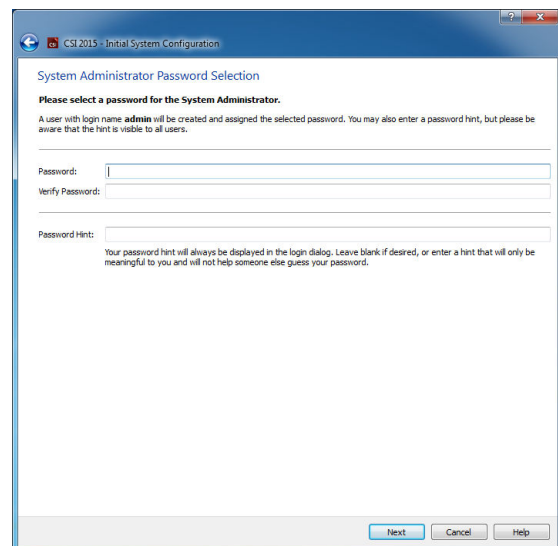 CSI 2015 - Initial System Configuration
System Administrator Password Selection
Please select a password for the System Administrator.
A user with login name admin will be created and assigned the selected password. You may also enter a password hint, but please be
aware that the hint is visible to all users.
Password:
Verify Password:
Password Hint:
Your password hint will always be displayed in the login dialog. Leave blank if desired, or enter a hint that will only be
meaningful to you and will not help someone else guess your password.
Next Cancel Help